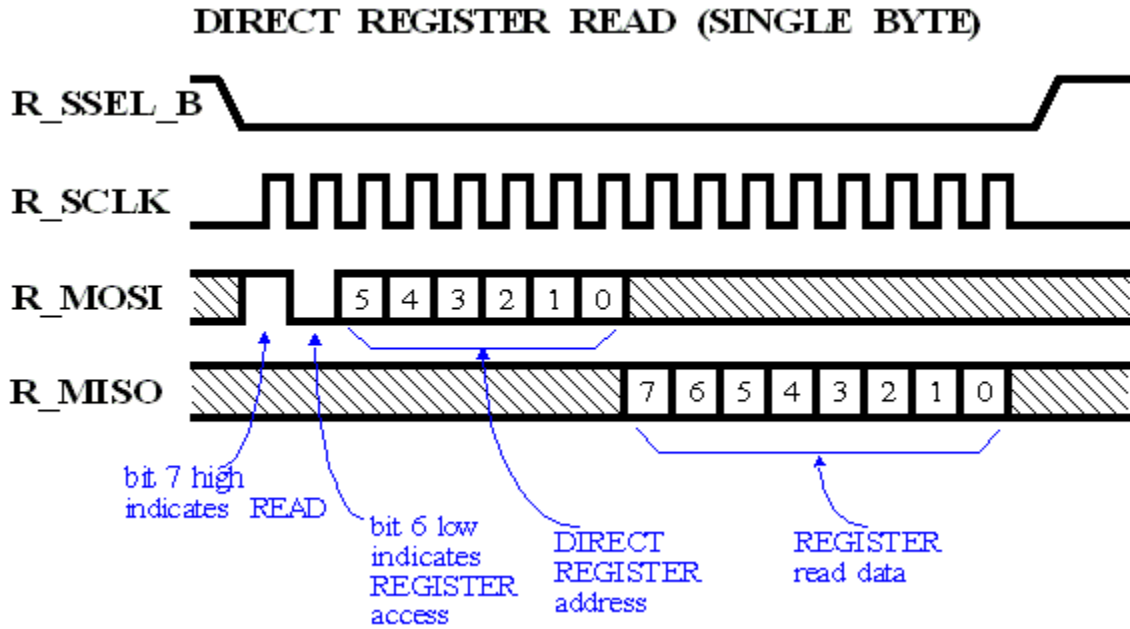 DIRECT REGISTER READ (SINGLE BYTE)
R_SSEL_B
R_SCLK
R_MOSI
5 4 3 2 1 0
R_MISO
7 6 5 4 3 2 1 0
bit 7 high
indicates READ
bit 6 low
indicates
REGISTER
access
DIRECT
REGISTER
address
REGISTER
read data